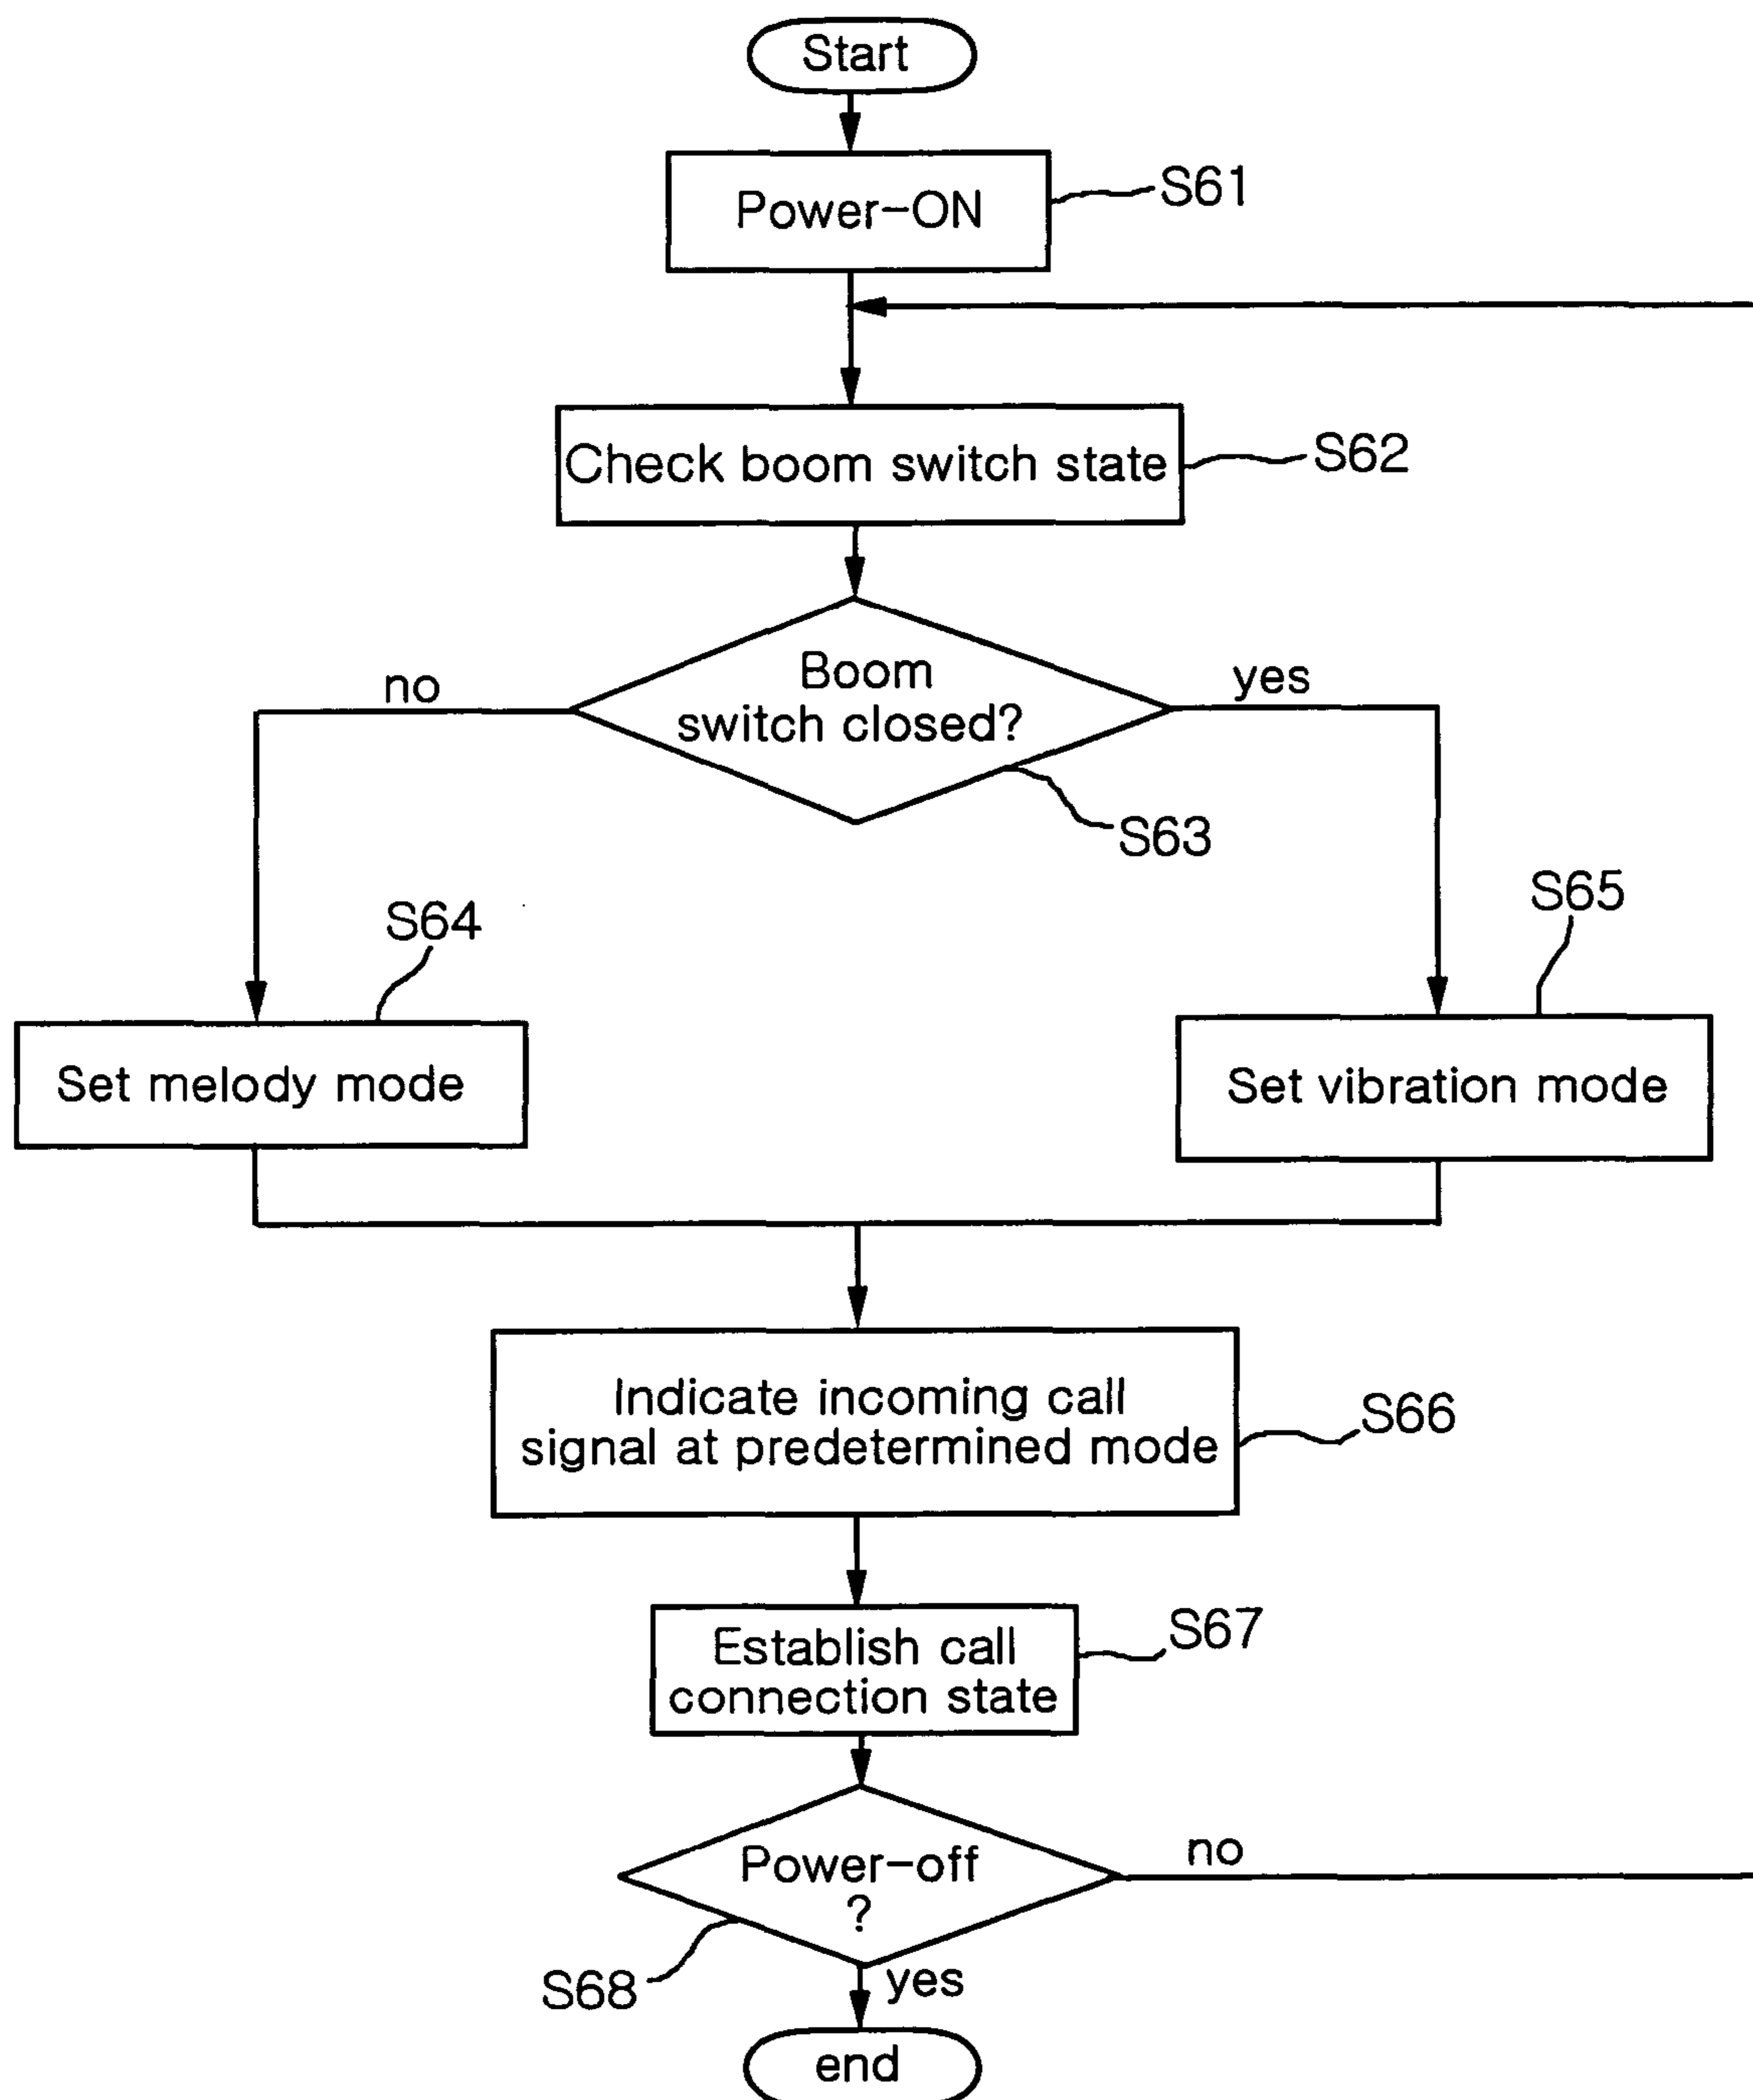 Start
Power-ON
S61
Check boom switch state
S62
no
Boom
switch closed?
yes
S63
S64
S65
Set melody mode
Set vibration mode
Indicate incoming call
signal at predetermined mode
S66
Establish call
connection state
S67
Power-off
?
no
S68
yes
end